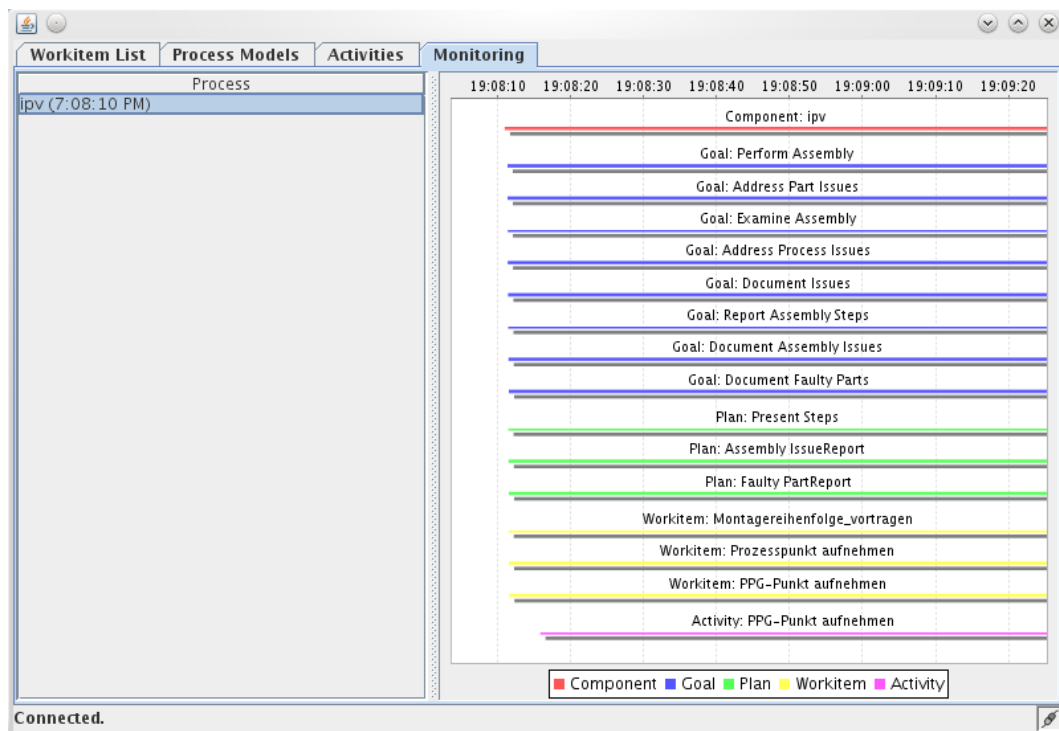 Workitem List Process Models Activities Monitoring
Process
ipv (7:08:10 PM)
19:08:10 19:08:20 19:08:30 19:08:40 19:08:50 19:09:00 19:09:10 19:09:20
Component: ipv
Goal: Perform Assembly
Goal: Address Part Issues
Goal: Examine Assembly
Goal: Address Process Issues
Goal: Document Issues
Goal: Report Assembly Steps
Goal: Document Assembly Issues
Goal: Document Faulty Parts
Plan: Present Steps
Plan: Assembly IssueReport
Plan: Faulty PartReport
Workitem: Montagereihenfolge_vortragen
Workitem: Prozesspunkt aufnehmen
Workitem: PPG-Punkt aufnehmen
Activity: PPG-Punkt aufnehmen
Component Goal Plan Workitem Activity
Connected.